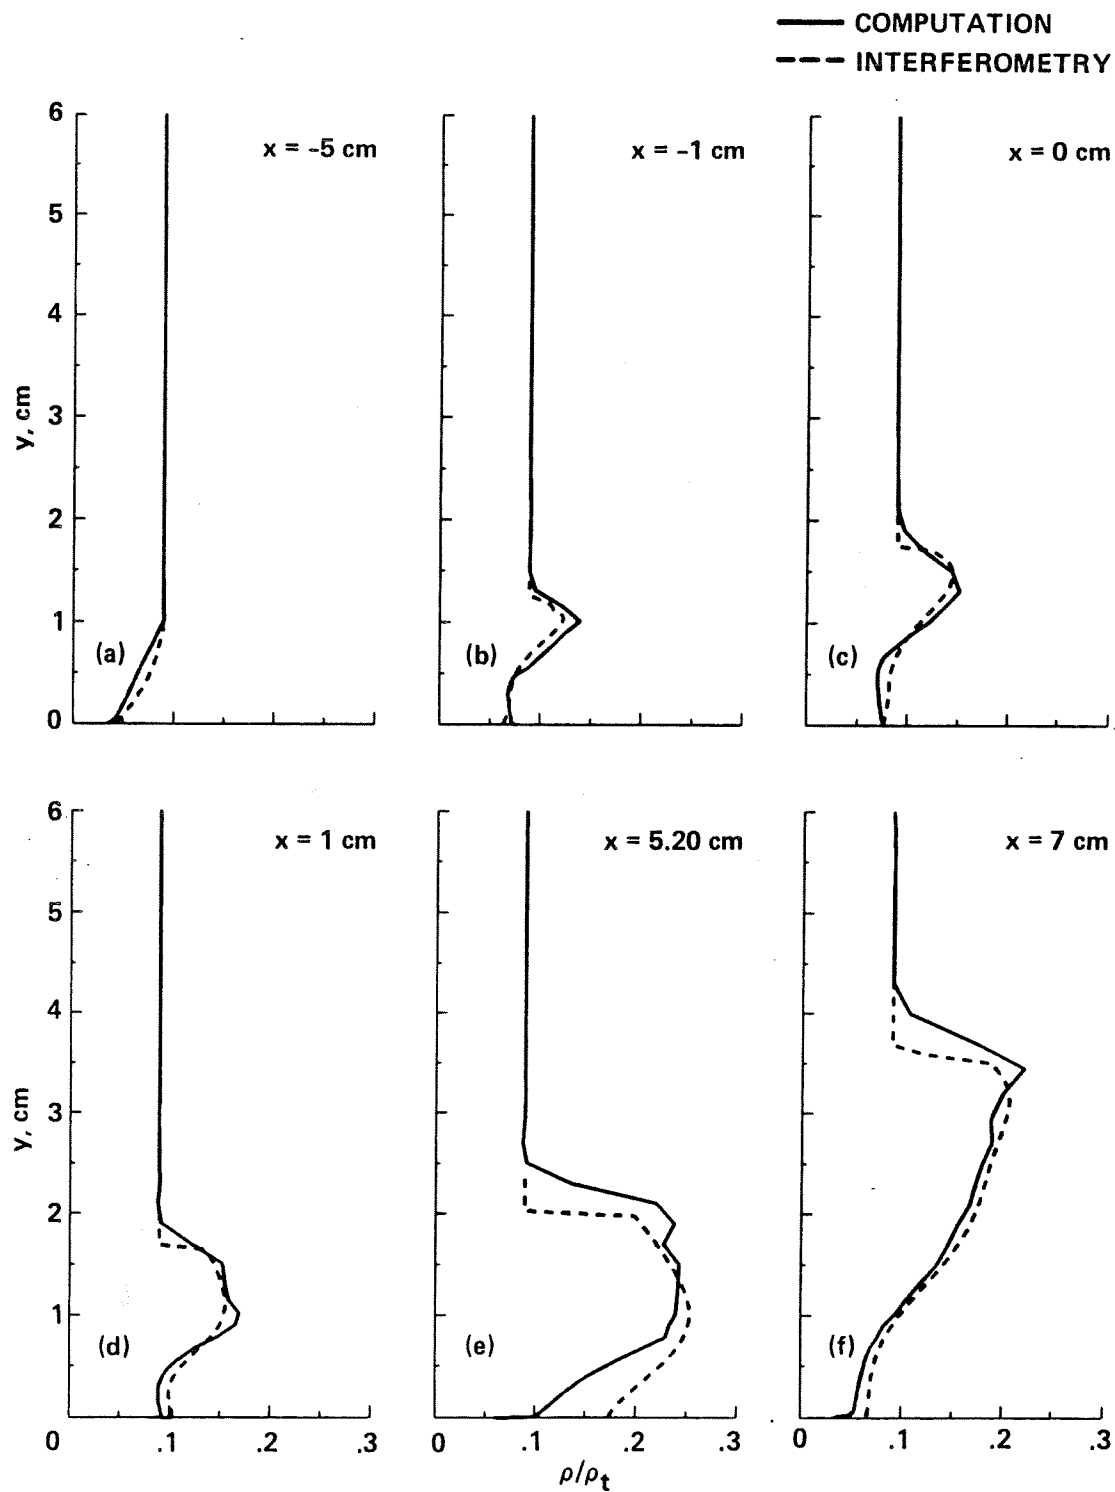 COMPUTATION
INTERFEROMETRY
x = -5 cm
x = -1 cm
x = 0 cm
6
5
4
3
2
1
0
y, cm
(a)
(b)
(c)
x = 1 cm
x = 5.20 cm
x = 7 cm
6
5
4
3
2
1
0
y, cm
(d)
(e)
(f)
0 .1 .2 .3
0 .1 .2 .3
0 .1 .2 .3
ρ/ρt